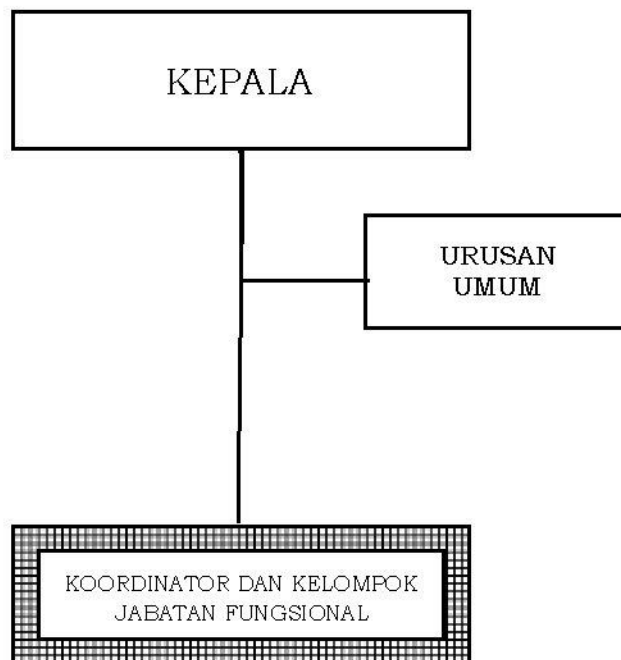 KEPALA
URUSAN
UMUM
KOORDINATOR DAN KELOMPOK
JABATAN FUNGSIONAL